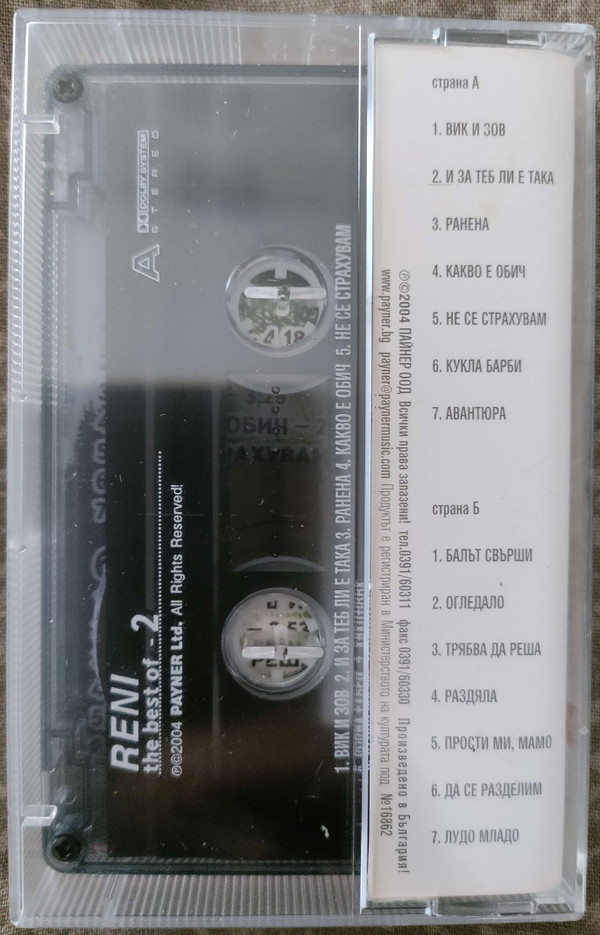 страна А
1. ВИК И ЗОВ
2. И ЗА ТЕБ ЛИ Е ТАКА
3. РАНЕНА
4. КАКВО Е ОБИЧ
5. НЕ СЕ СТРАХУВАМ
6. КУКЛА БАРБИ
7. АВАНТЮРА
страна Б
1. БАЛЪТ СВЪРШИ
2. ОГЛЕДАЛО
3. ТРЯБВА ДА РЕША
4. РАЗДЯЛА
5. ПРОСТИ МИ, МАМО
6. ДА СЕ РАЗДЕЛИМ
7. ЛУДО МЛАДО
℗©2004 ПАЙНЕР ООД Всички права запазени! тел.0391/60311 факс 0391/60330 Произведено в България!
www.payner.bg payner@paynermusic.com Продуктът е регистриран в Министерството на културата под №16862
A
DOLBY SYSTEM
STEREO
RENI
the best of - 2
℗©2004 PAYNER Ltd. All Rights Reserved!
1. ВИК И ЗОВ 2. И ЗА ТЕБ ЛИ Е ТАКА 3. РАНЕНА 4. КАКВО Е ОБИЧ 5. НЕ СЕ СТРАХУВАМ